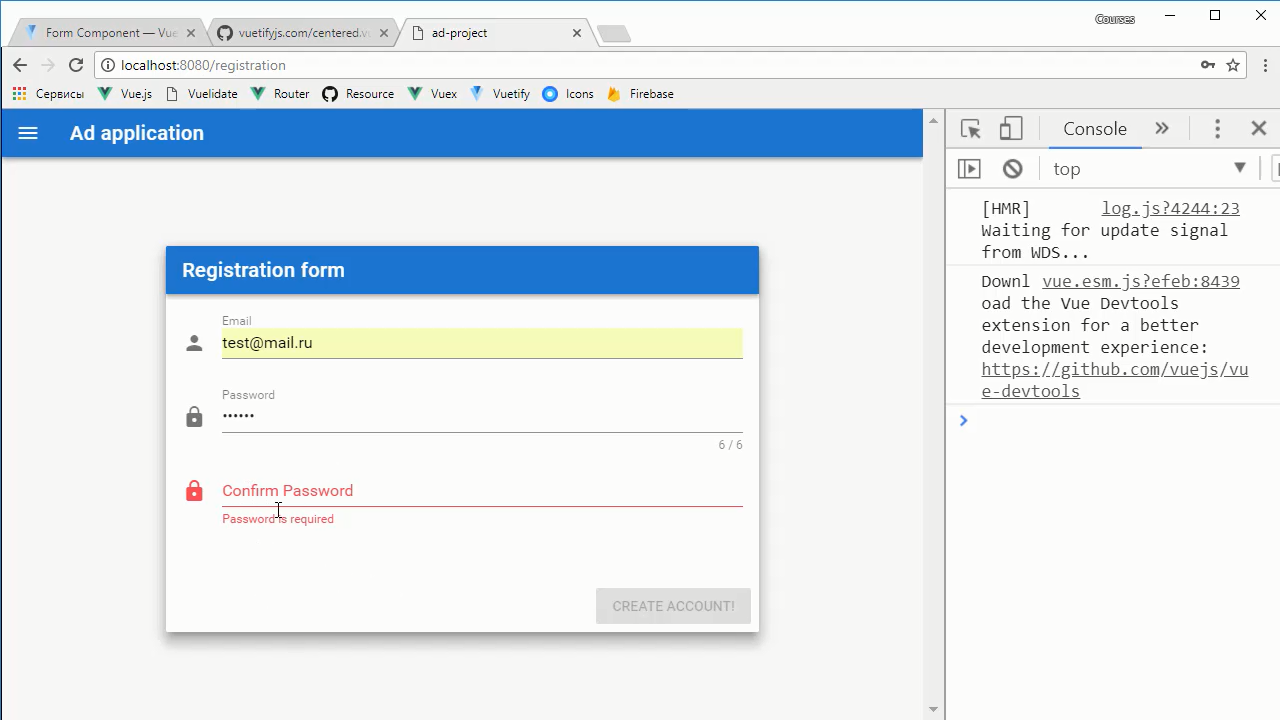 Courses
Form Component — Vue
vuetifyjs.com/centered.v
ad-project
localhost:8080/registration
Сервисы
Vue.js
Vuelidate
Router
Resource
Vuex
Vuetify
Icons
Firebase
Ad application
Registration form
Email
test@mail.ru
Password
••••••
6 / 6
Confirm Password
Password is required
CREATE ACCOUNT!
Console
top
[HMR] log.js?4244:23
Waiting for update signal
from WDS...
Downl vue.esm.js?efeb:8439
oad the Vue Devtools
extension for a better
development experience:
https://github.com/vuejs/vu
e-devtools